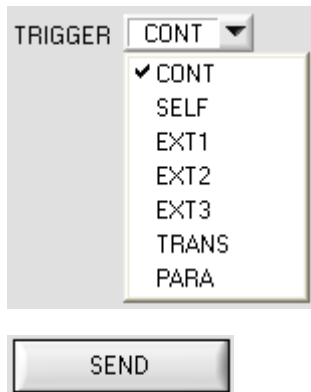 TRIGGER CONT
CONT
SELF
EXT1
EXT2
EXT3
TRANS
PARA
SEND